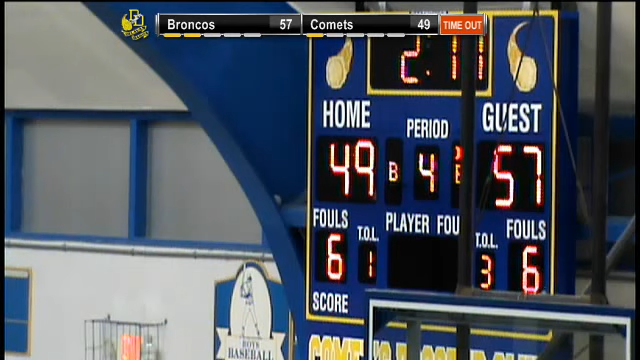 Broncos 57 Comets 49 TIME OUT
2:11
HOME PERIOD GUEST
49 B 4 57
FOULS T.O.L. PLAYER FOU T.O.L. FOULS
6 1 3 6
SCORE
BOYS
BASEBALL